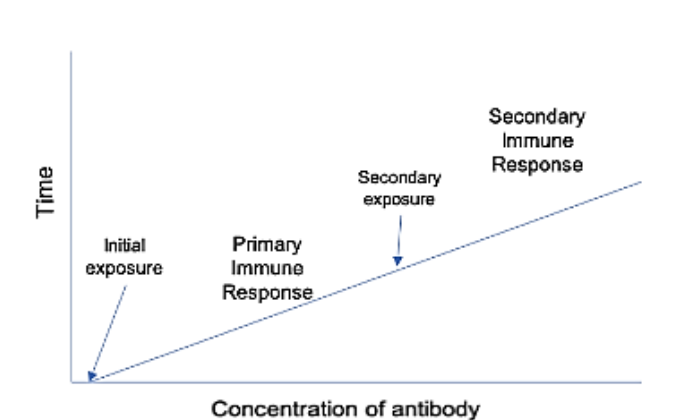 Secondary
Immune
Response
Secondary
exposure
Time
Initial
exposure
Primary
Immune
Response
Concentration of antibody